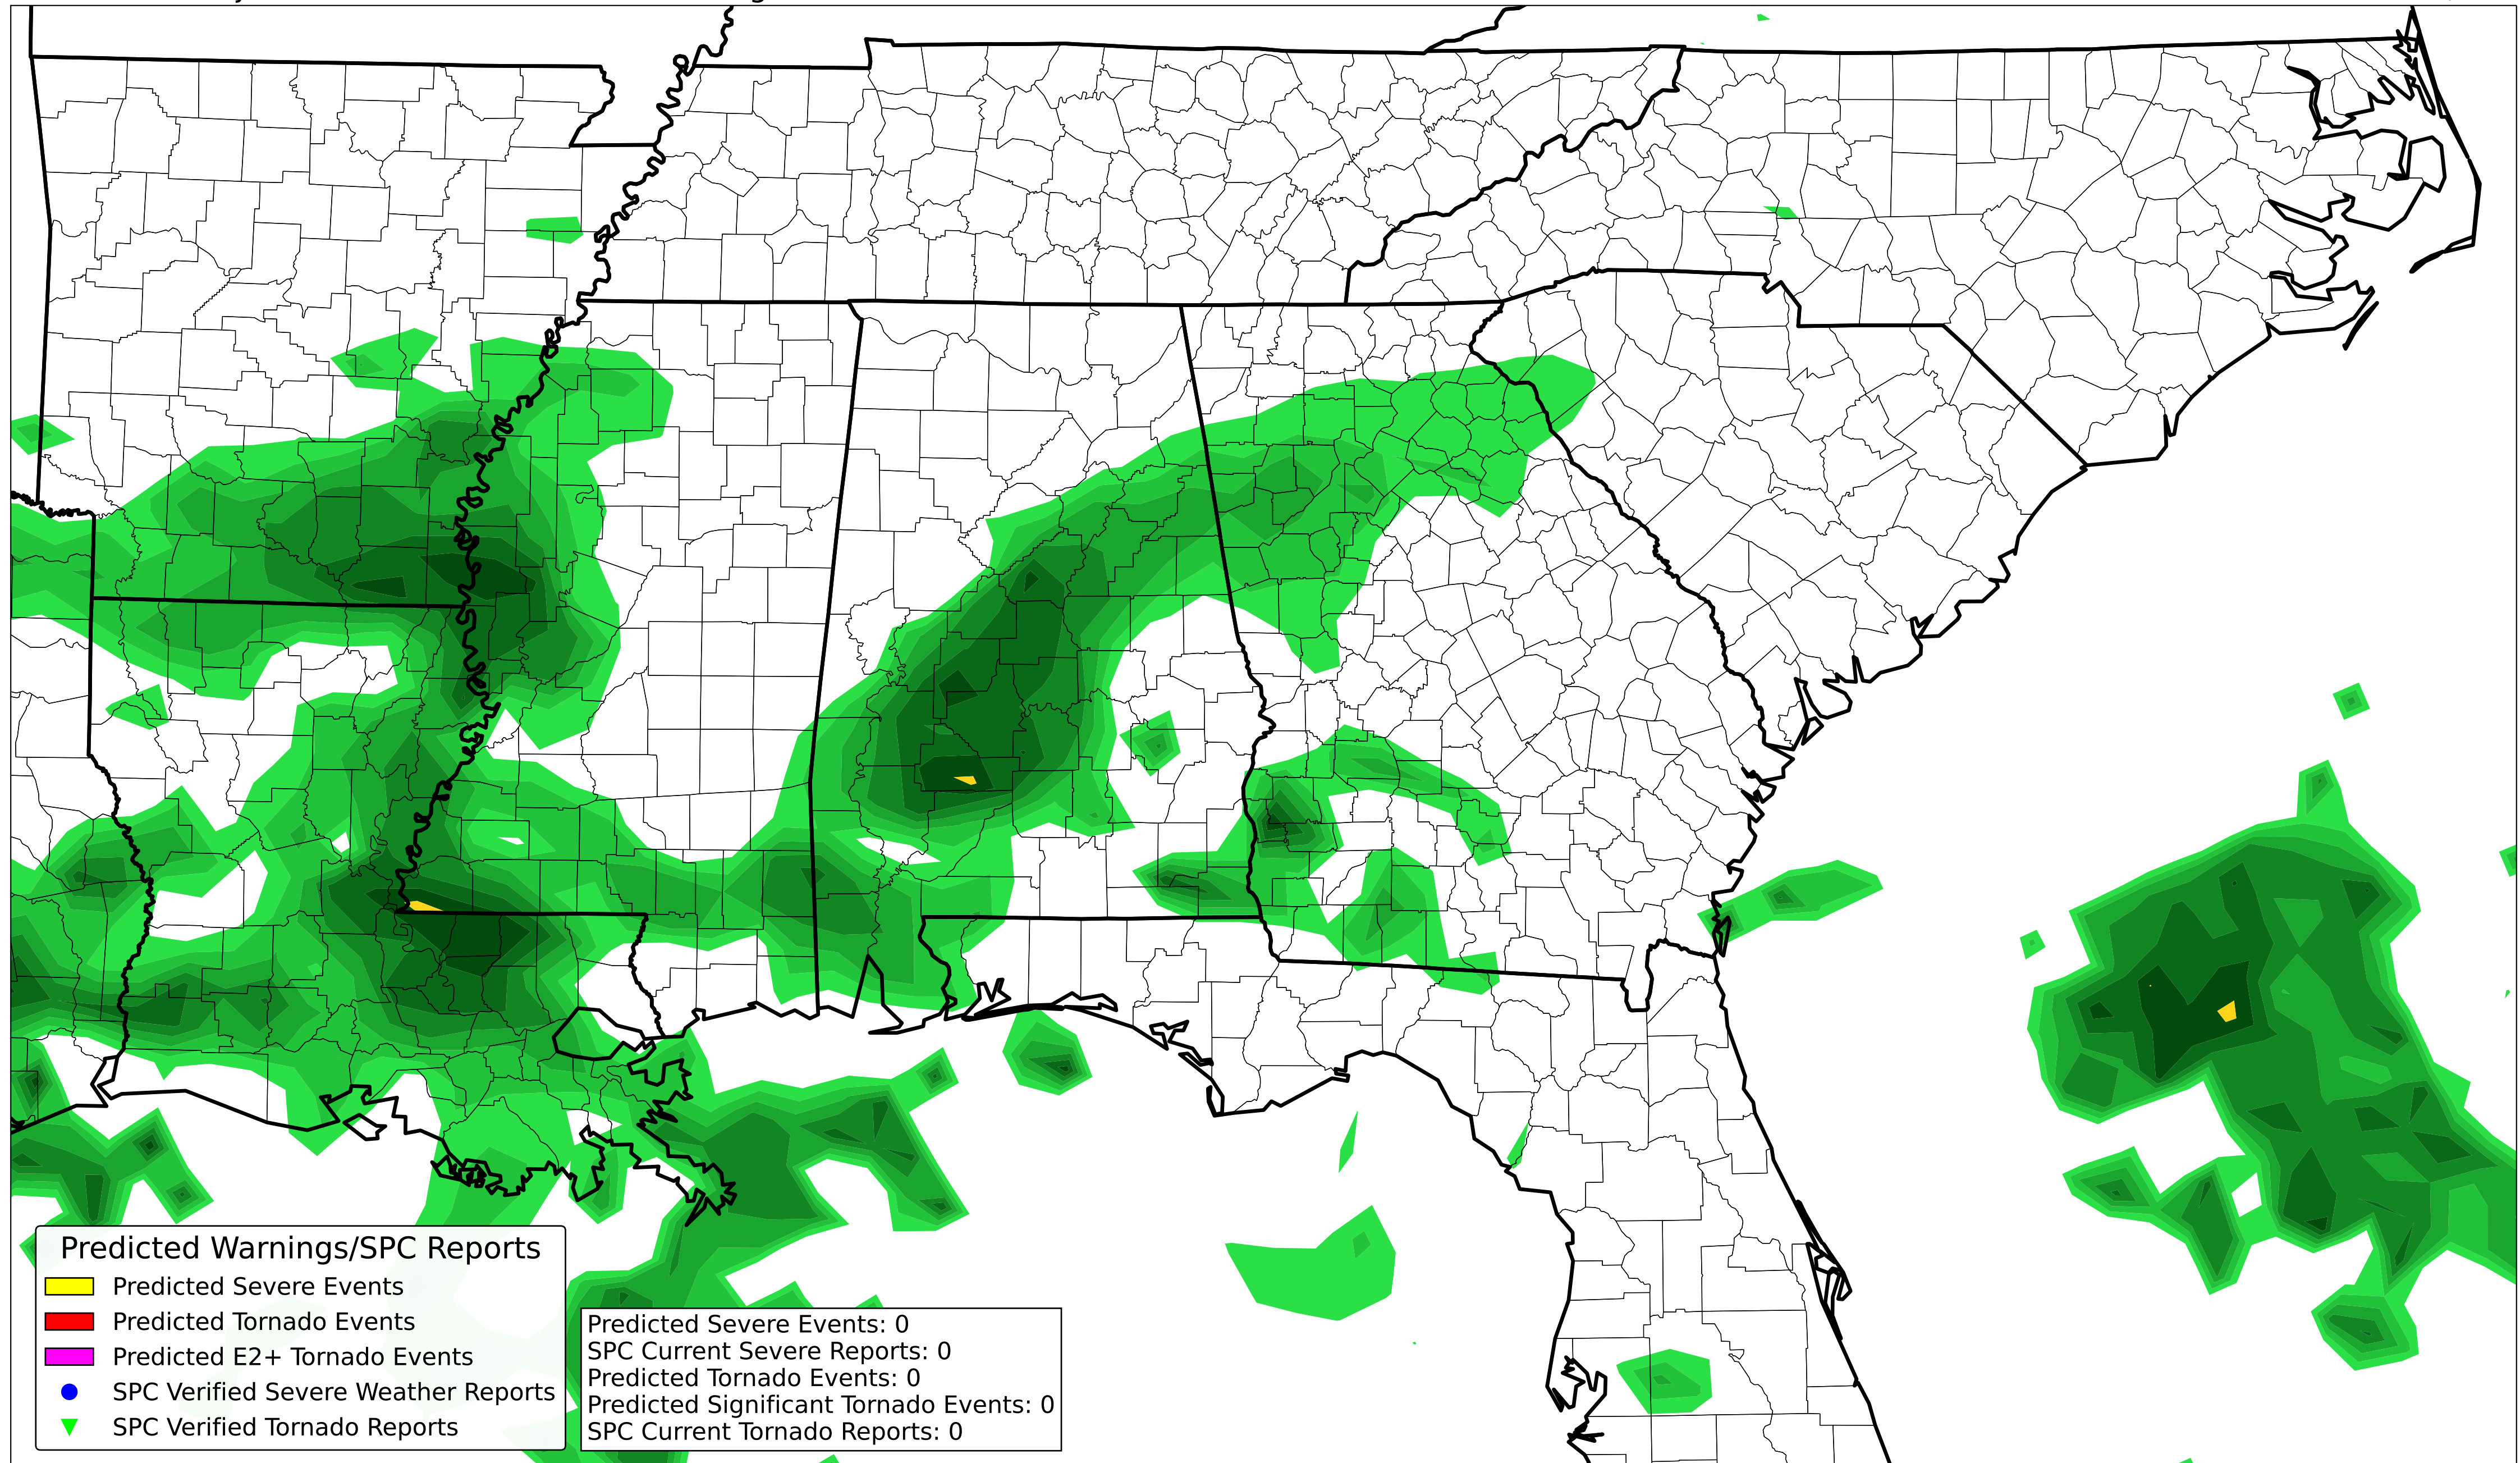 Predicted Warnings/SPC Reports
Predicted Severe Events
Predicted Tornado Events
Predicted E2+ Tornado Events
SPC Verified Severe Weather Reports
SPC Verified Tornado Reports
Predicted Severe Events: 0
SPC Current Severe Reports: 0
Predicted Tornado Events: 0
Predicted Significant Tornado Events: 0
SPC Current Tornado Reports: 0